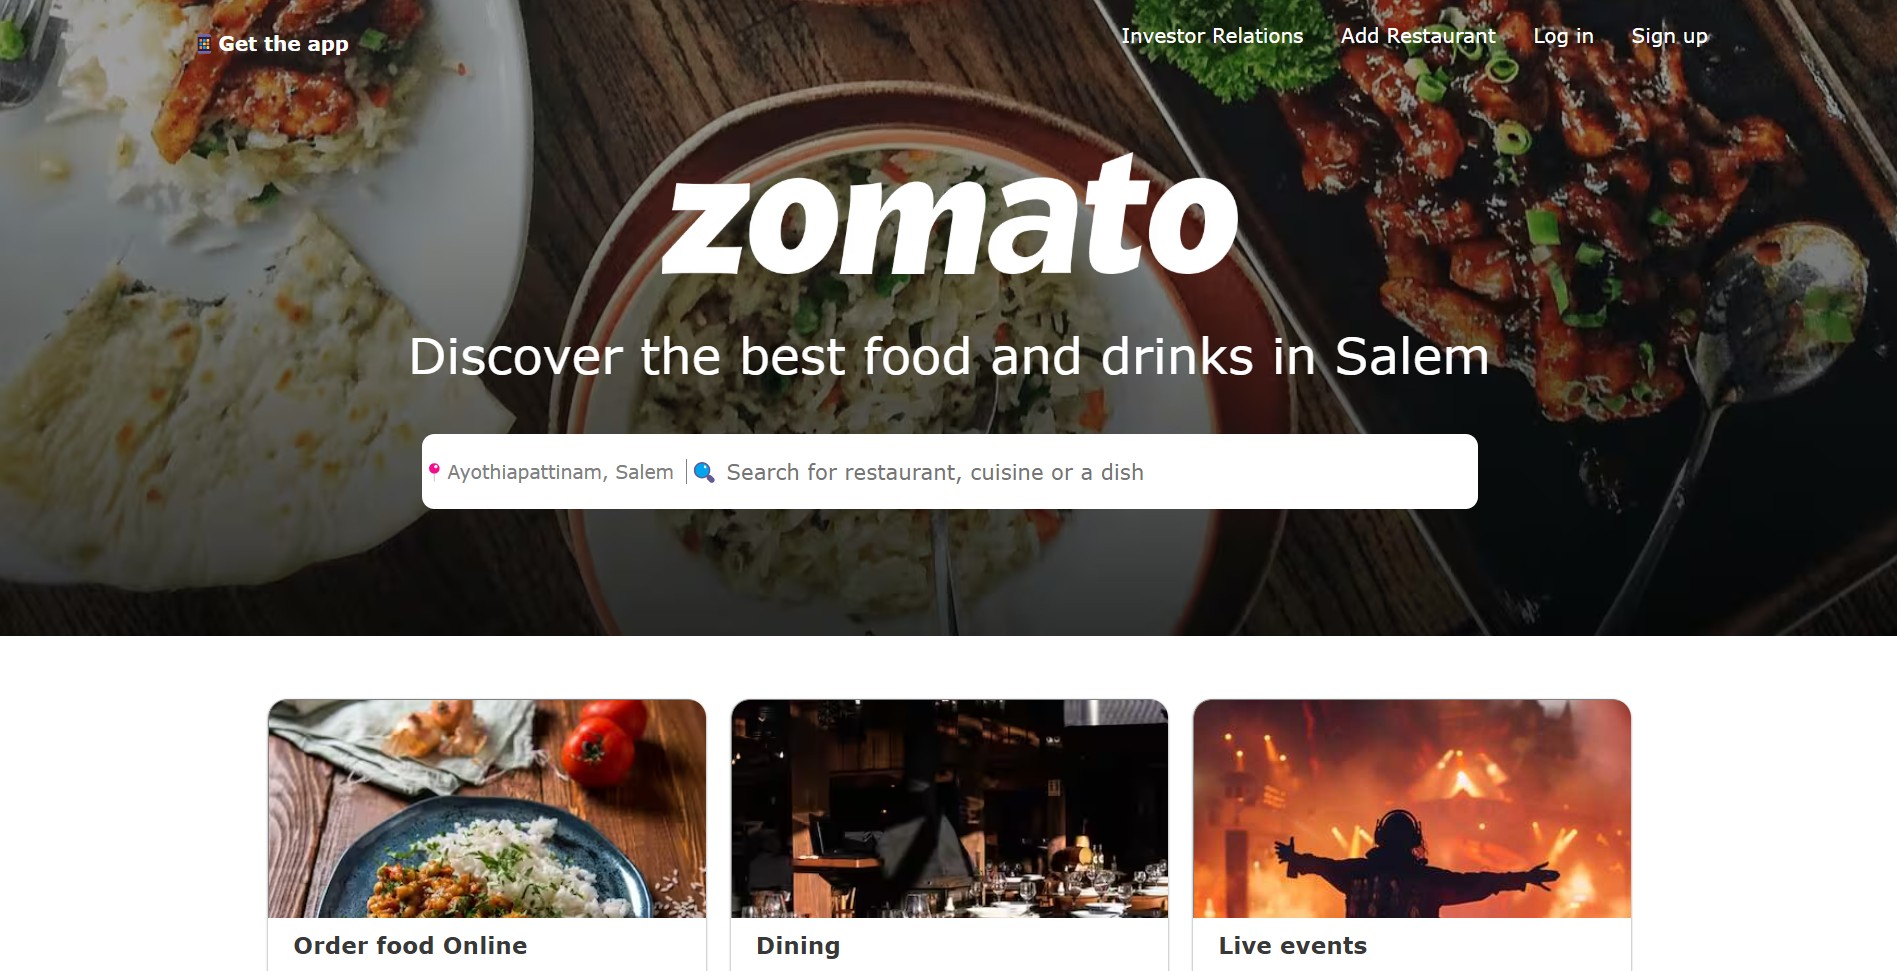 Get the app
Investor Relations
Add Restaurant
Log in
Sign up
zomato
Discover the best food and drinks in Salem
Ayothiapattinam, Salem
Search for restaurant, cuisine or a dish
Order food Online
Dining
Live events